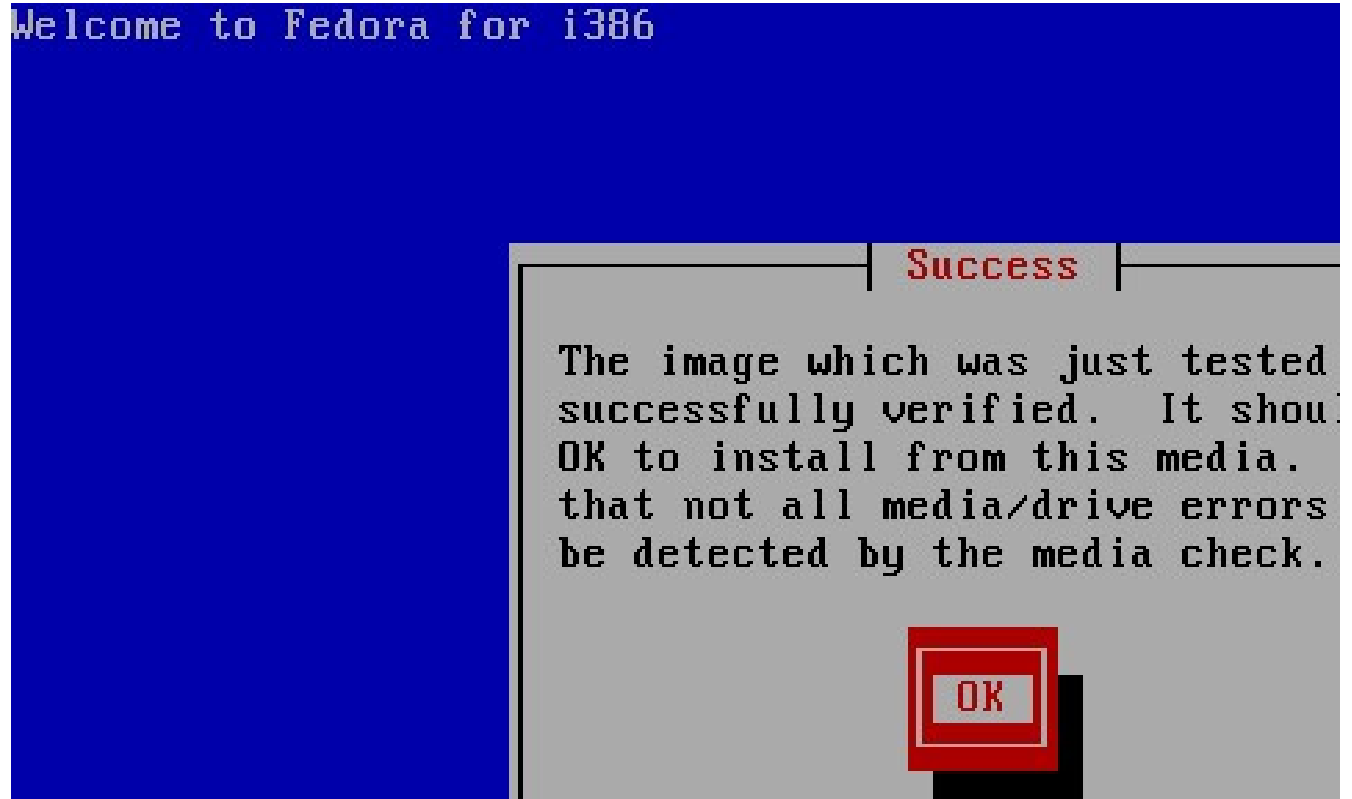 Welcome to Fedora for i386
Success
The image which was just tested
successfully verified.  It shoul
OK to install from this media.
that not all media/drive errors
be detected by the media check.
OK